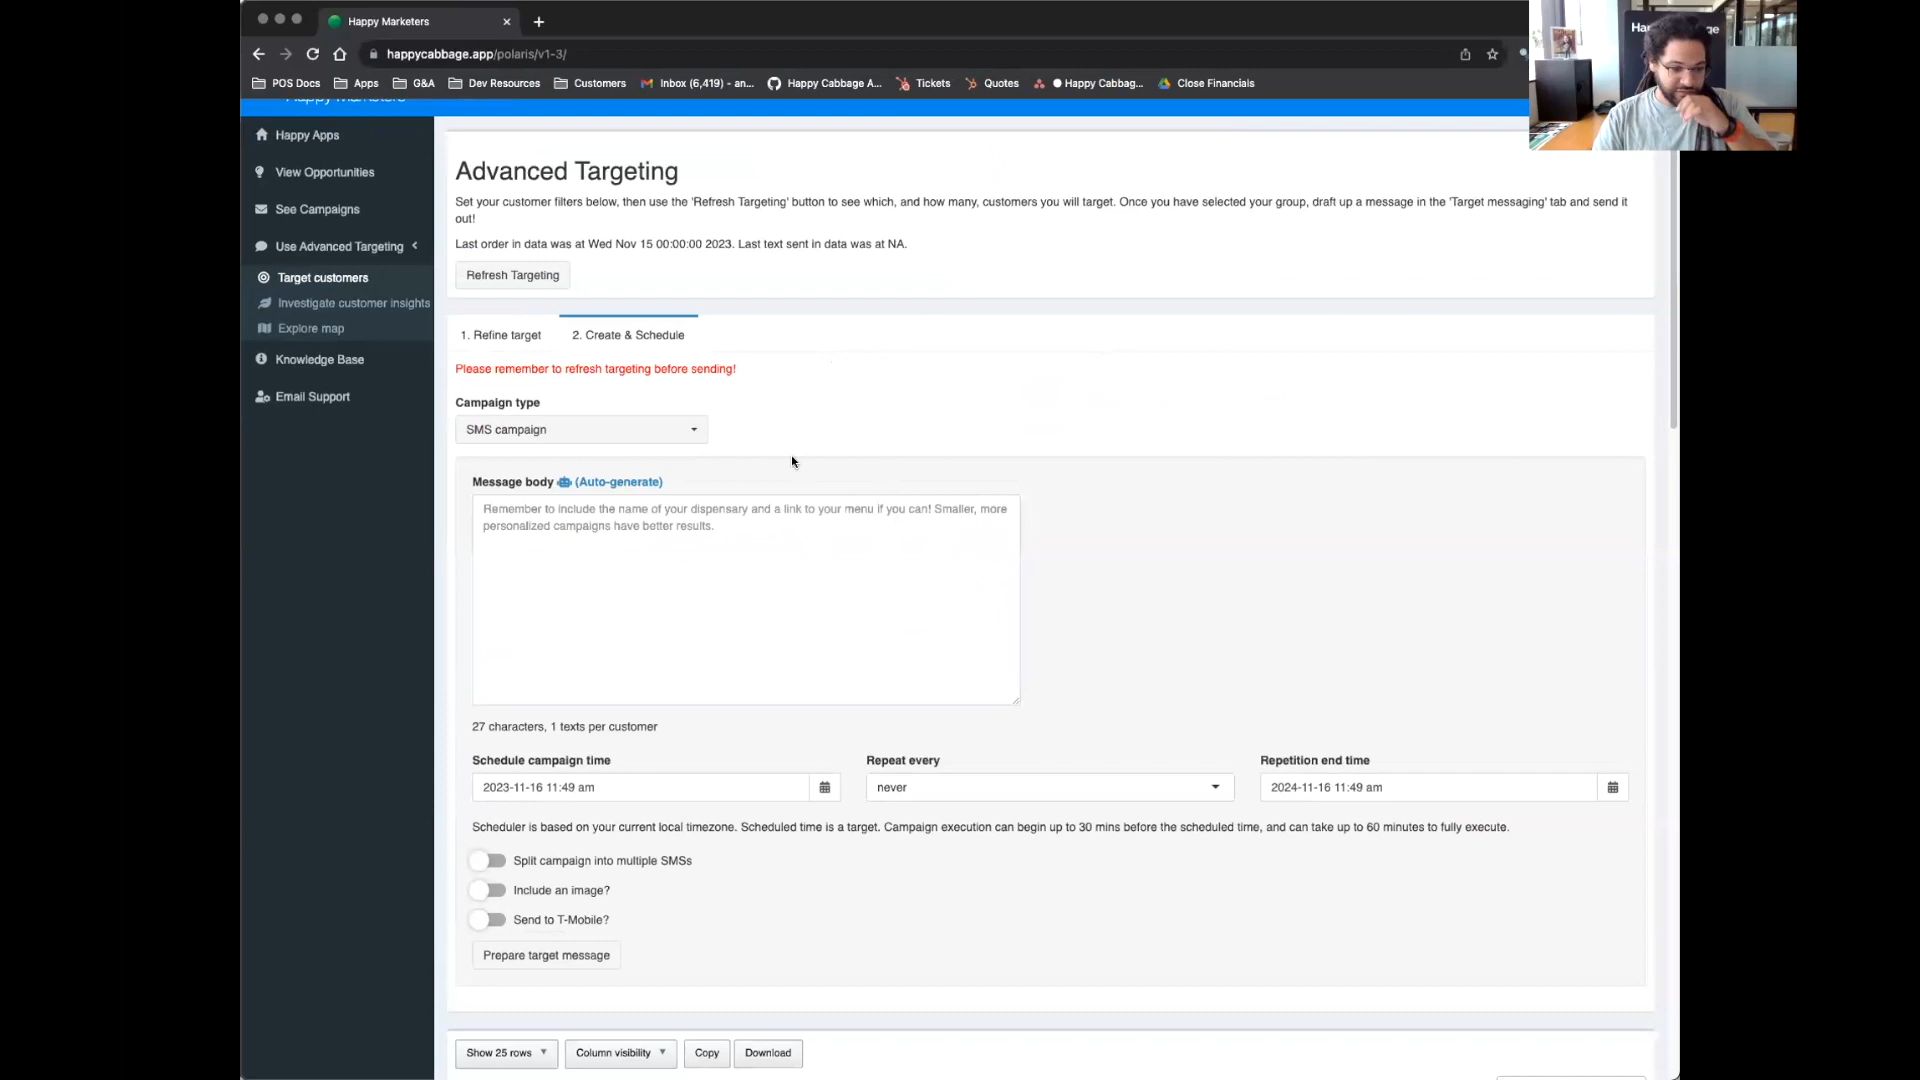 Happy Marketers
happycabbage.app/polaris/v1-3/
POS Docs Apps G&A Dev Resources Customers Inbox (6,419) - an... Happy Cabbage A... Tickets Quotes Happy Cabbag... Close Financials
Happy Marketers
Happy Apps
View Opportunities
See Campaigns
Use Advanced Targeting
Target customers
Investigate customer insights
Explore map
Knowledge Base
Email Support
Advanced Targeting
Set your customer filters below, then use the 'Refresh Targeting' button to see which, and how many, customers you will target. Once you have selected your group, draft up a message in the 'Target messaging' tab and send it
out!
Last order in data was at Wed Nov 15 00:00:00 2023. Last text sent in data was at NA.
Refresh Targeting
1. Refine target 2. Create & Schedule
Please remember to refresh targeting before sending!
Campaign type
SMS campaign
Message body (Auto-generate)
Remember to include the name of your dispensary and a link to your menu if you can! Smaller, more
personalized campaigns have better results.
27 characters, 1 texts per customer
Schedule campaign time Repeat every Repetition end time
2023-11-16 11:49 am never 2024-11-16 11:49 am
Scheduler is based on your current local timezone. Scheduled time is a target. Campaign execution can begin up to 30 mins before the scheduled time, and can take up to 60 minutes to fully execute.
Split campaign into multiple SMSs
Include an image?
Send to T-Mobile?
Prepare target message
Show 25 rows Column visibility Copy Download